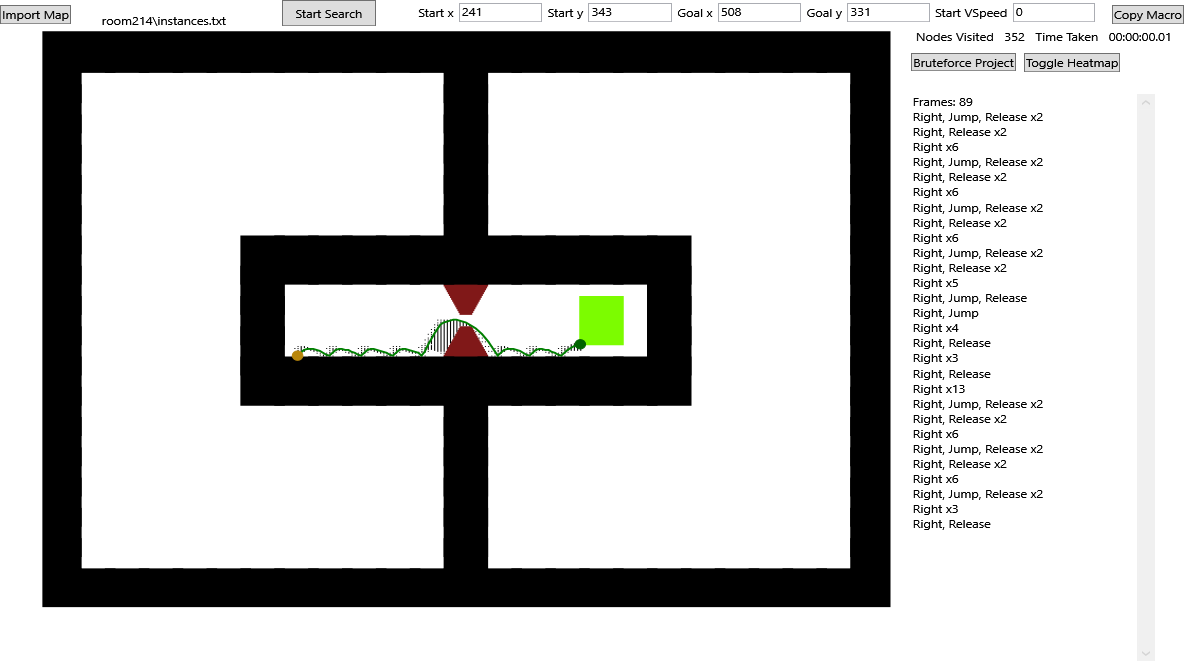 Import Map
room214\instances.txt
Start Search
Start x 241 Start y 343 Goal x 508 Goal y 331 Start VSpeed 0
Copy Macro
Nodes Visited 352 Time Taken 00:00:00.01
Bruteforce Project Toggle Heatmap
Frames: 89
Right, Jump, Release x2
Right, Release x2
Right x6
Right, Jump, Release x2
Right, Release x2
Right x6
Right, Jump, Release x2
Right, Release x2
Right x6
Right, Jump, Release x2
Right, Release x2
Right x5
Right, Jump, Release
Right, Jump
Right x4
Right, Release
Right x3
Right, Release
Right x13
Right, Jump, Release x2
Right, Release x2
Right x6
Right, Jump, Release x2
Right, Release x2
Right x6
Right, Jump, Release x2
Right x3
Right, Release